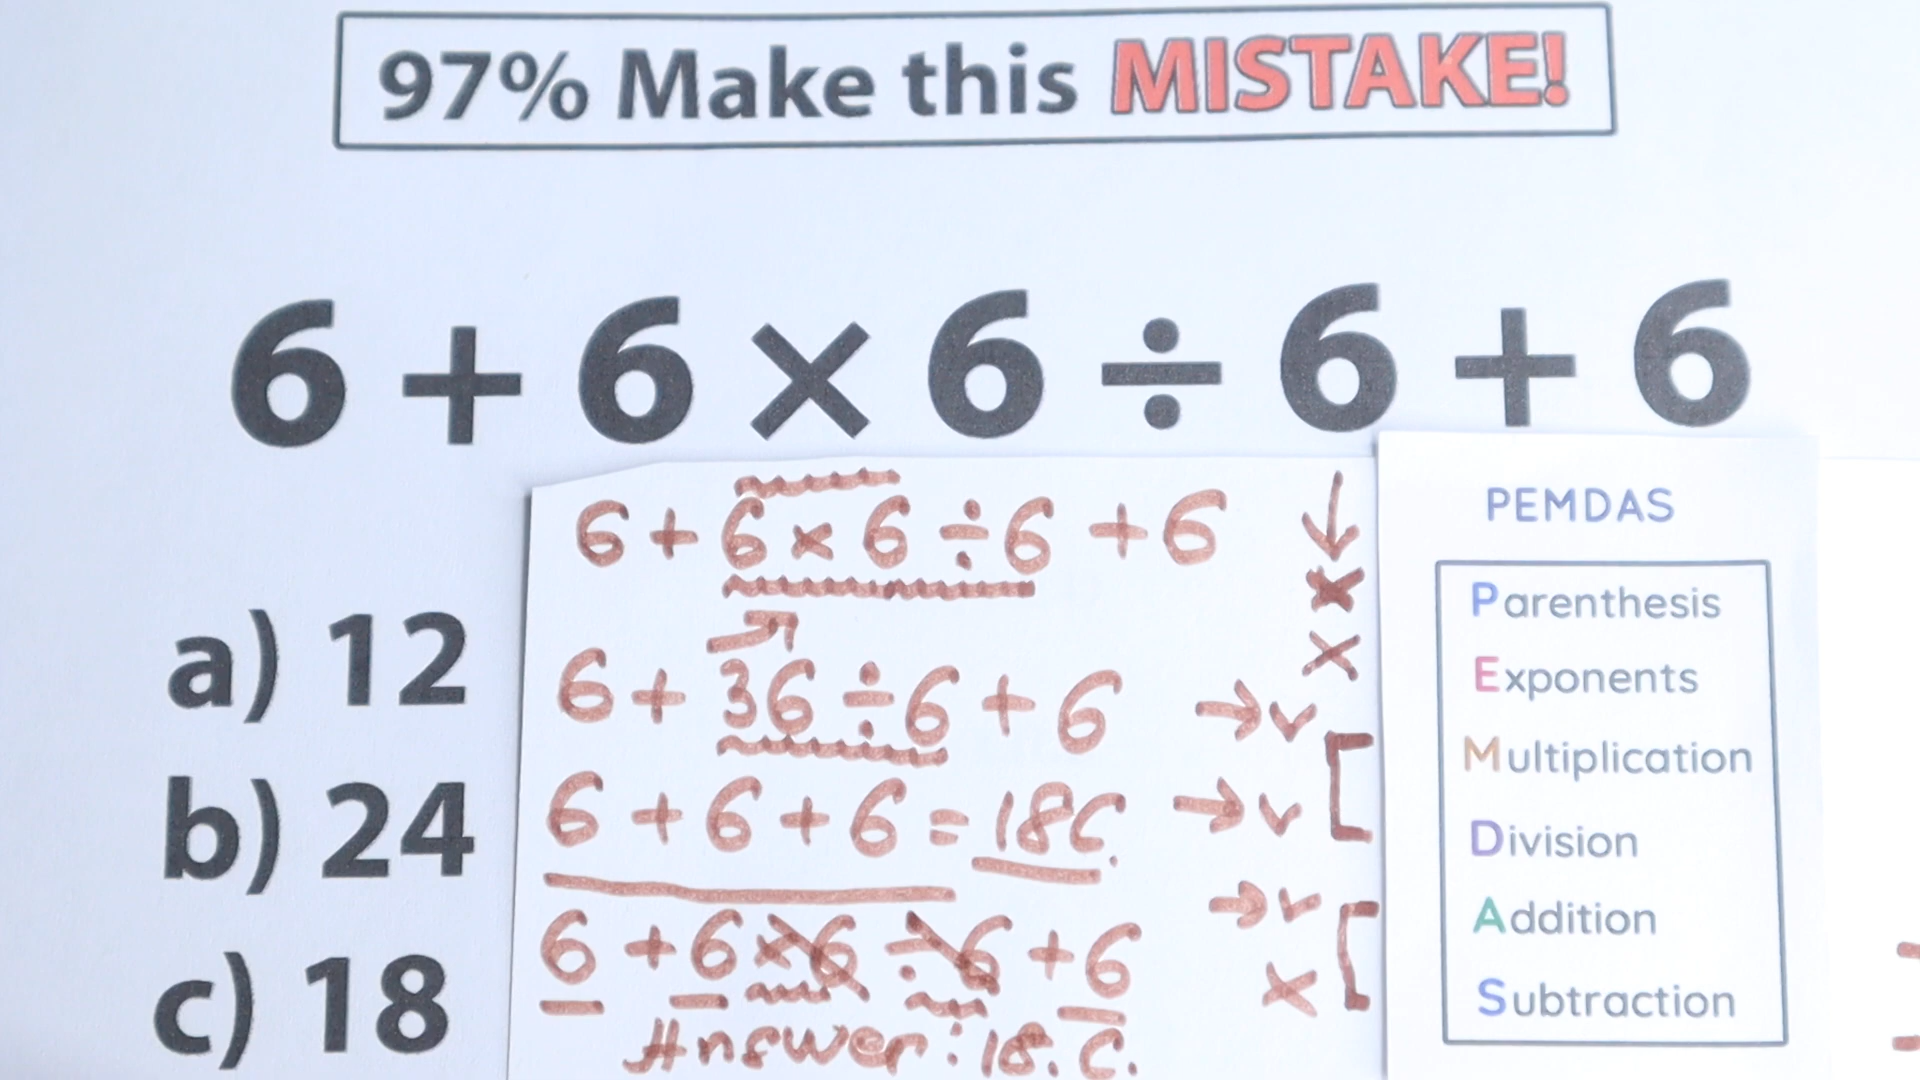 97% Make this MISTAKE!
6 + 6 × 6 ÷ 6 + 6
a) 12
b) 24
c) 18
6 + 6 × 6 ÷ 6 + 6
6 + 36 ÷ 6 + 6
6 + 6 + 6 = 18 C.
6 + 6 × 6 ÷ 6 + 6
Answer: 18. C.
PEMDAS
Parenthesis
Exponents
Multiplication
Division
Addition
Subtraction